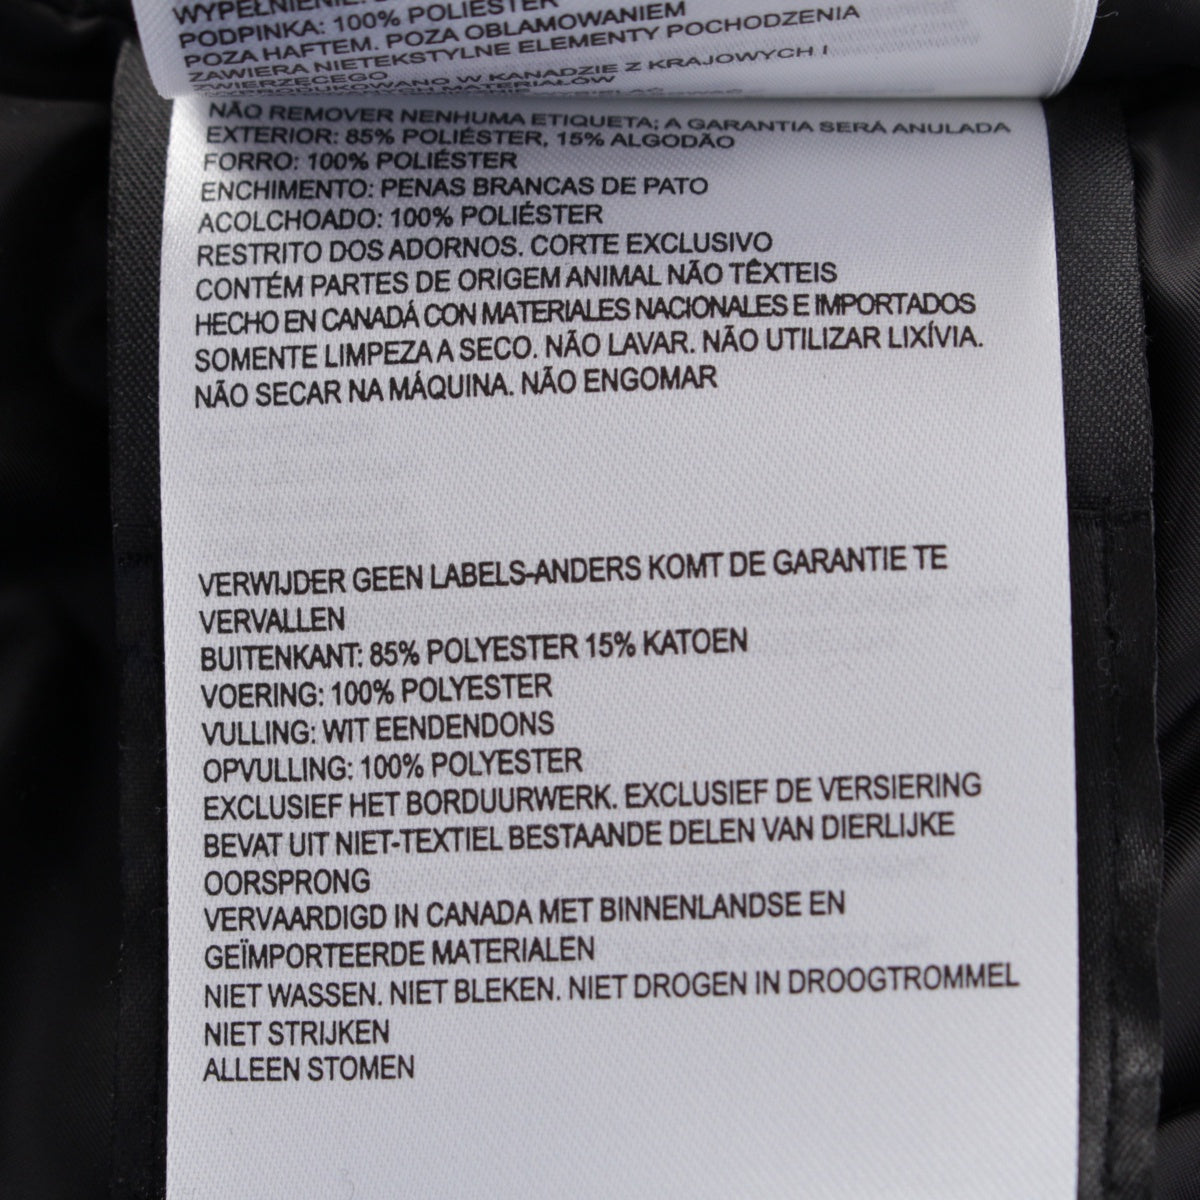 WYPEŁNIENIE:
PODPINKA: 100% POLIESTER
POZA HAFTEM. POZA OBLAMOWANIEM
ZAWIERA NIETEKSTYLNE ELEMENTY POCHODZENIA
ZWIERZĘCEGO
WYPRODUKOWANO W KANADZIE Z KRAJOWYCH I
MATERIAŁÓW
NÃO REMOVER NENHUMA ETIQUETA; A GARANTIA SERÁ ANULADA
EXTERIOR: 85% POLIÉSTER, 15% ALGODÃO
FORRO: 100% POLIÉSTER
ENCHIMENTO: PENAS BRANCAS DE PATO
ACOLCHOADO: 100% POLIÉSTER
RESTRITO DOS ADORNOS. CORTE EXCLUSIVO
CONTÉM PARTES DE ORIGEM ANIMAL NÃO TÊXTEIS
HECHO EN CANADÁ CON MATERIALES NACIONALES E IMPORTADOS
SOMENTE LIMPEZA A SECO. NÃO LAVAR. NÃO UTILIZAR LIXÍVIA.
NÃO SECAR NA MÁQUINA. NÃO ENGOMAR
VERWIJDER GEEN LABELS-ANDERS KOMT DE GARANTIE TE
VERVALLEN
BUITENKANT: 85% POLYESTER 15% KATOEN
VOERING: 100% POLYESTER
VULLING: WIT EENDENDONS
OPVULLING: 100% POLYESTER
EXCLUSIEF HET BORDUURWERK. EXCLUSIEF DE VERSIERING
BEVAT UIT NIET-TEXTIEL BESTAANDE DELEN VAN DIERLIJKE
OORSPRONG
VERVAARDIGD IN CANADA MET BINNENLANDSE EN
GEÏMPORTEERDE MATERIALEN
NIET WASSEN. NIET BLEKEN. NIET DROGEN IN DROOGTROMMEL
NIET STRIJKEN
ALLEEN STOMEN